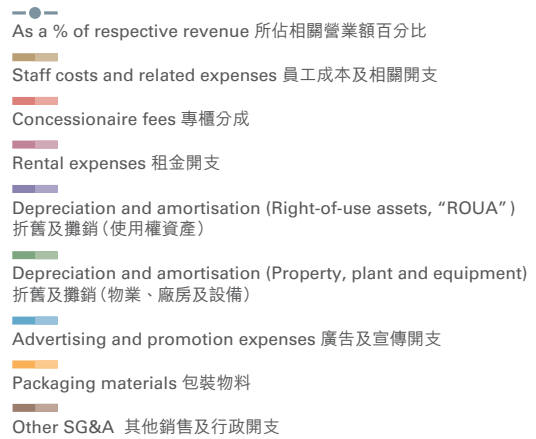 As a % of respective revenue 所佔相關營業額百分比
Staff costs and related expenses 員工成本及相關開支
Concessionaire fees 專櫃分成
Rental expenses 租金開支
Depreciation and amortisation (Right-of-use assets, “ROUA”)
折舊及攤銷（使用權資產）
Depreciation and amortisation (Property, plant and equipment)
折舊及攤銷（物業、廠房及設備）
Advertising and promotion expenses 廣告及宣傳開支
Packaging materials 包裝物料
Other SG&A 其他銷售及行政開支